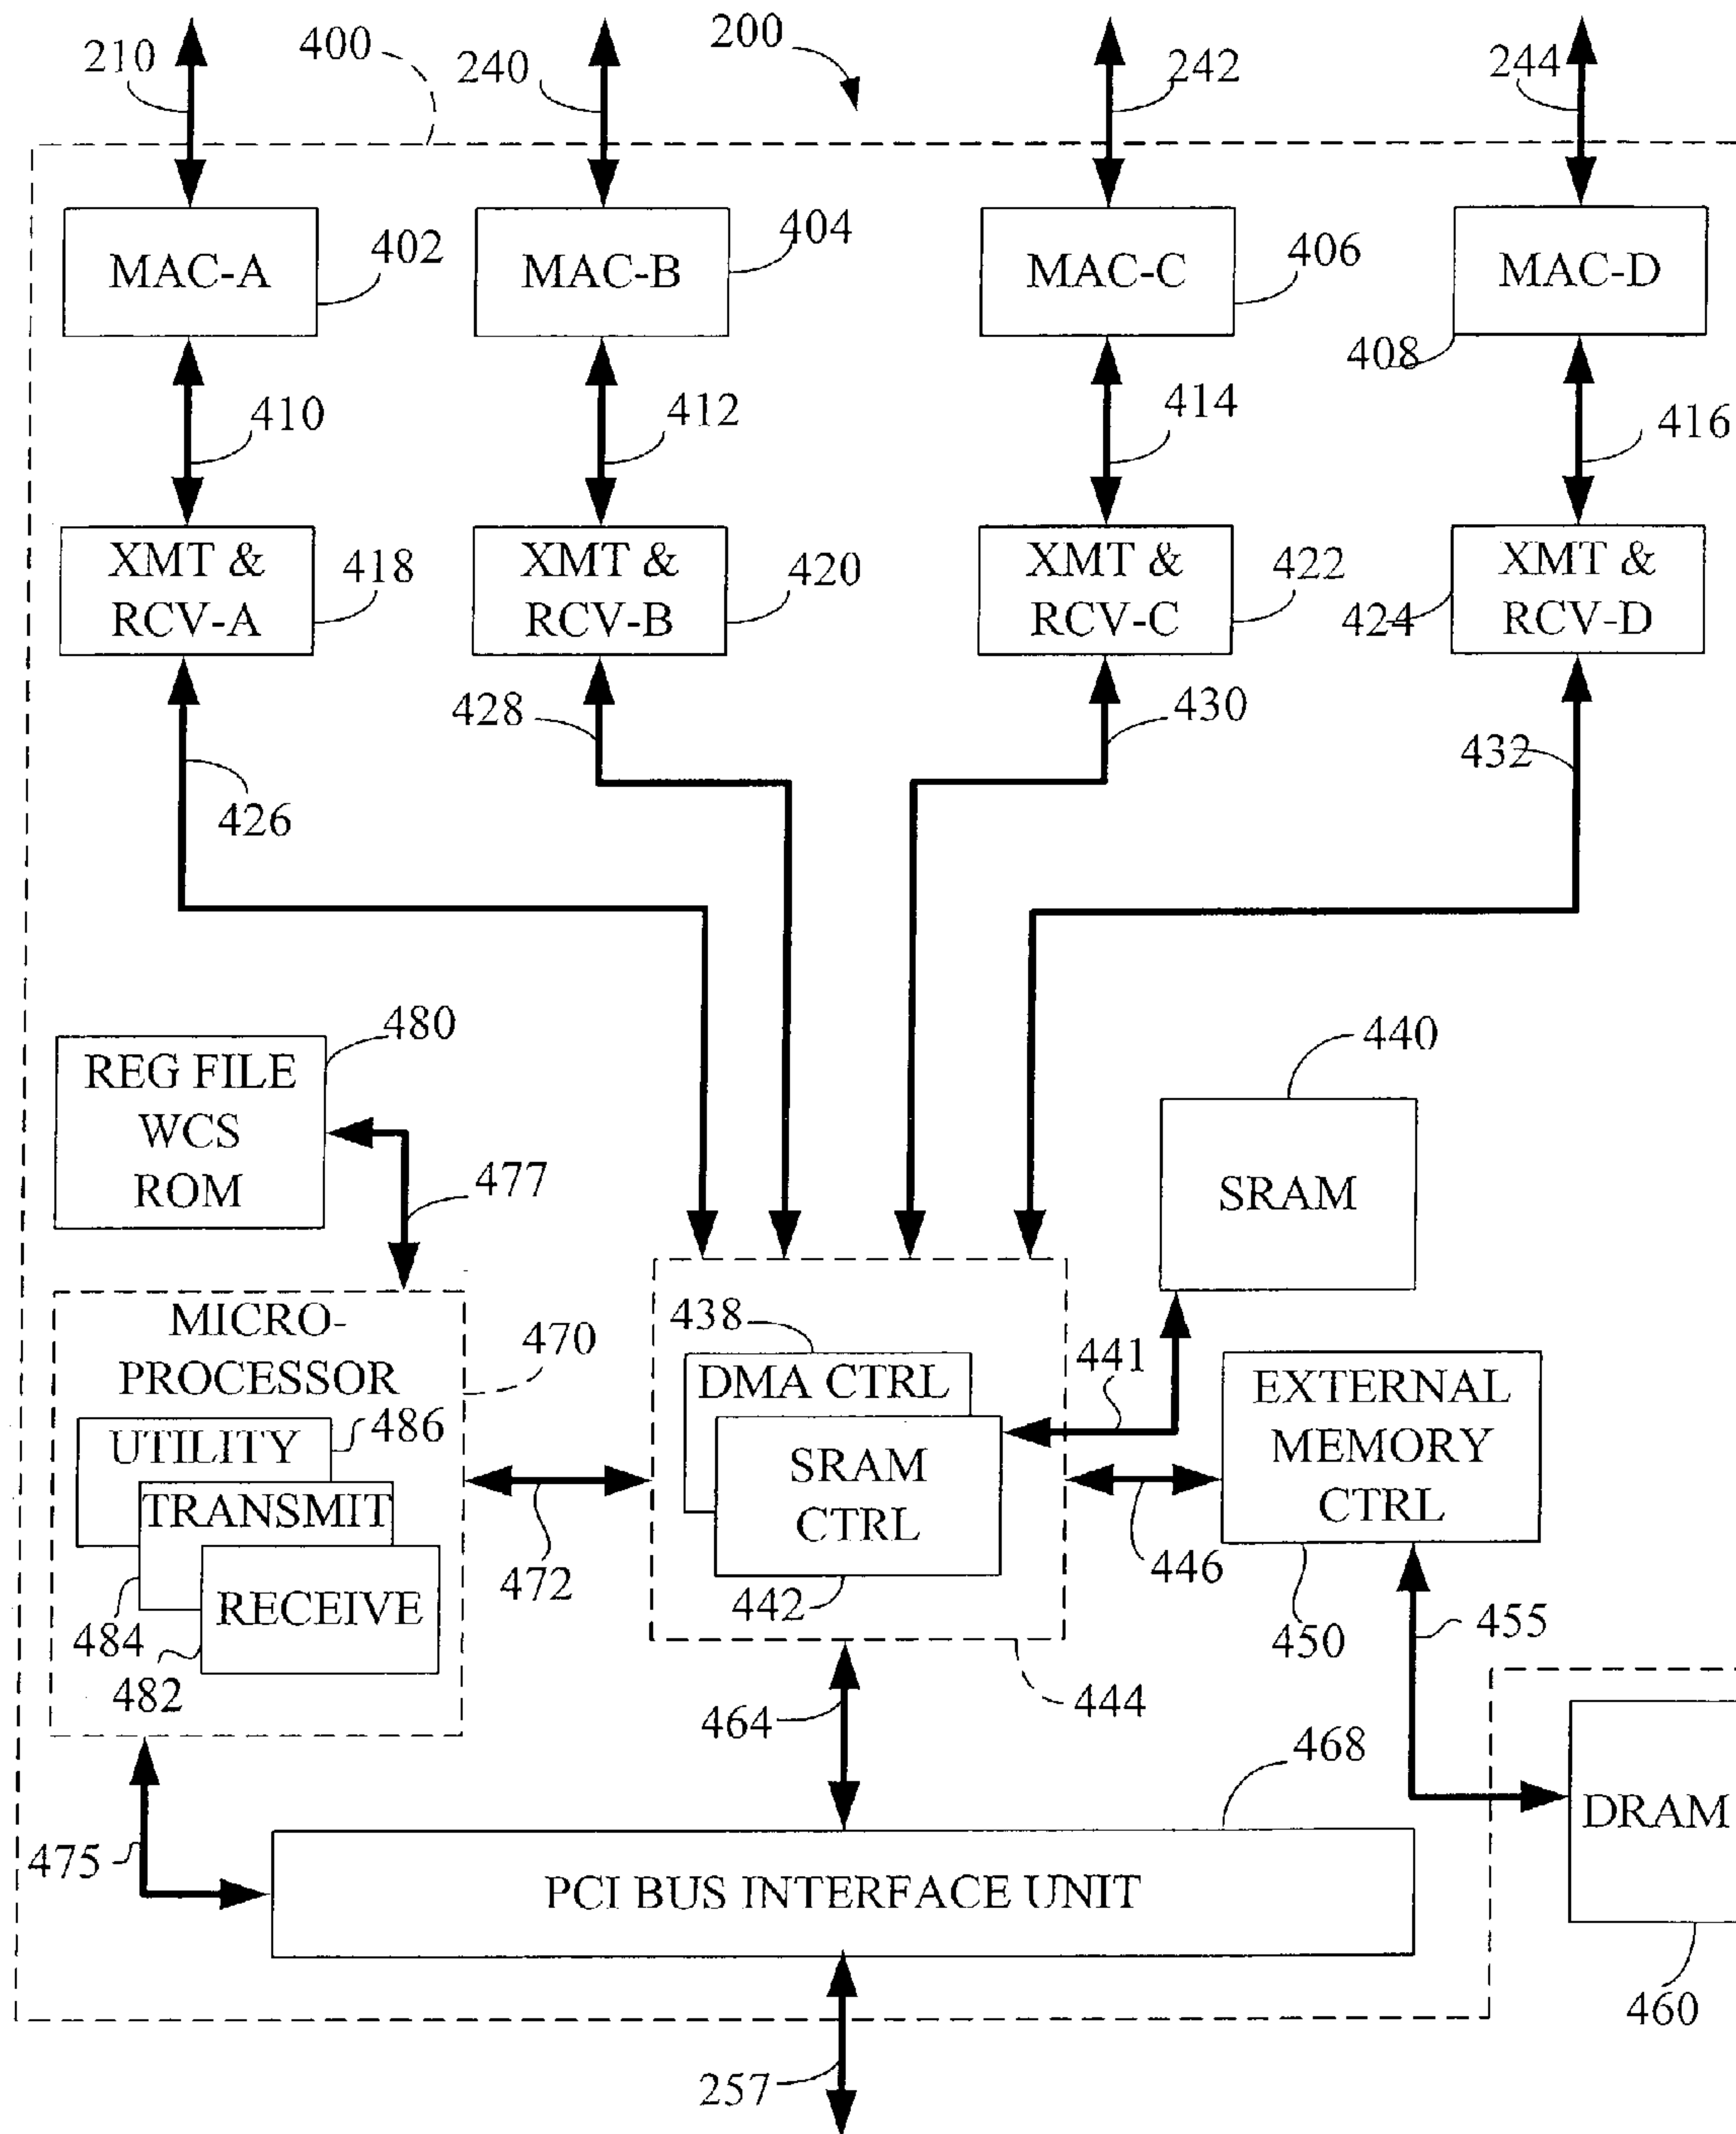 210
400
240
200
242
244
MAC-A
402
MAC-B
404
MAC-C
406
MAC-D
408
410
412
414
416
XMT &
RCV-A
418
XMT &
RCV-B
420
XMT &
RCV-C
422
XMT &
RCV-D
424
426
428
430
432
480
REG FILE
WCS
ROM
477
440
SRAM
MICRO-
PROCESSOR
470
UTILITY
486
TRANSMIT
484
RECEIVE
482
472
438
DMA CTRL
SRAM
CTRL
442
441
446
EXTERNAL
MEMORY
CTRL
450
455
444
464
468
475
PCI BUS INTERFACE UNIT
DRAM
460
257